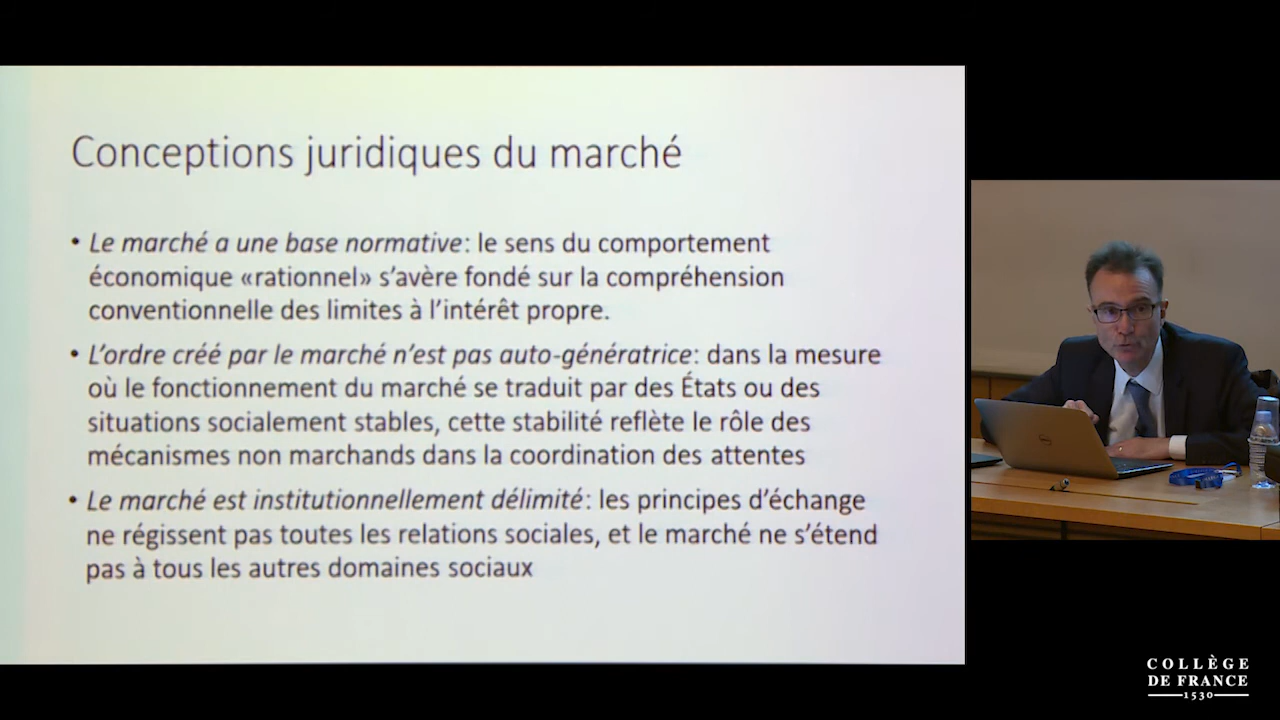 Conceptions juridiques du marché
• Le marché a une base normative: le sens du comportement
économique «rationnel» s'avère fondé sur la compréhension
conventionnelle des limites à l'intérêt propre.
• L'ordre créé par le marché n'est pas auto-génératrice: dans la mesure
où le fonctionnement du marché se traduit par des États ou des
situations socialement stables, cette stabilité reflète le rôle des
mécanismes non marchands dans la coordination des attentes
• Le marché est institutionnellement délimité: les principes d'échange
ne régissent pas toutes les relations sociales, et le marché ne s'étend
pas à tous les autres domaines sociaux
COLLÈGE
DE FRANCE
1530